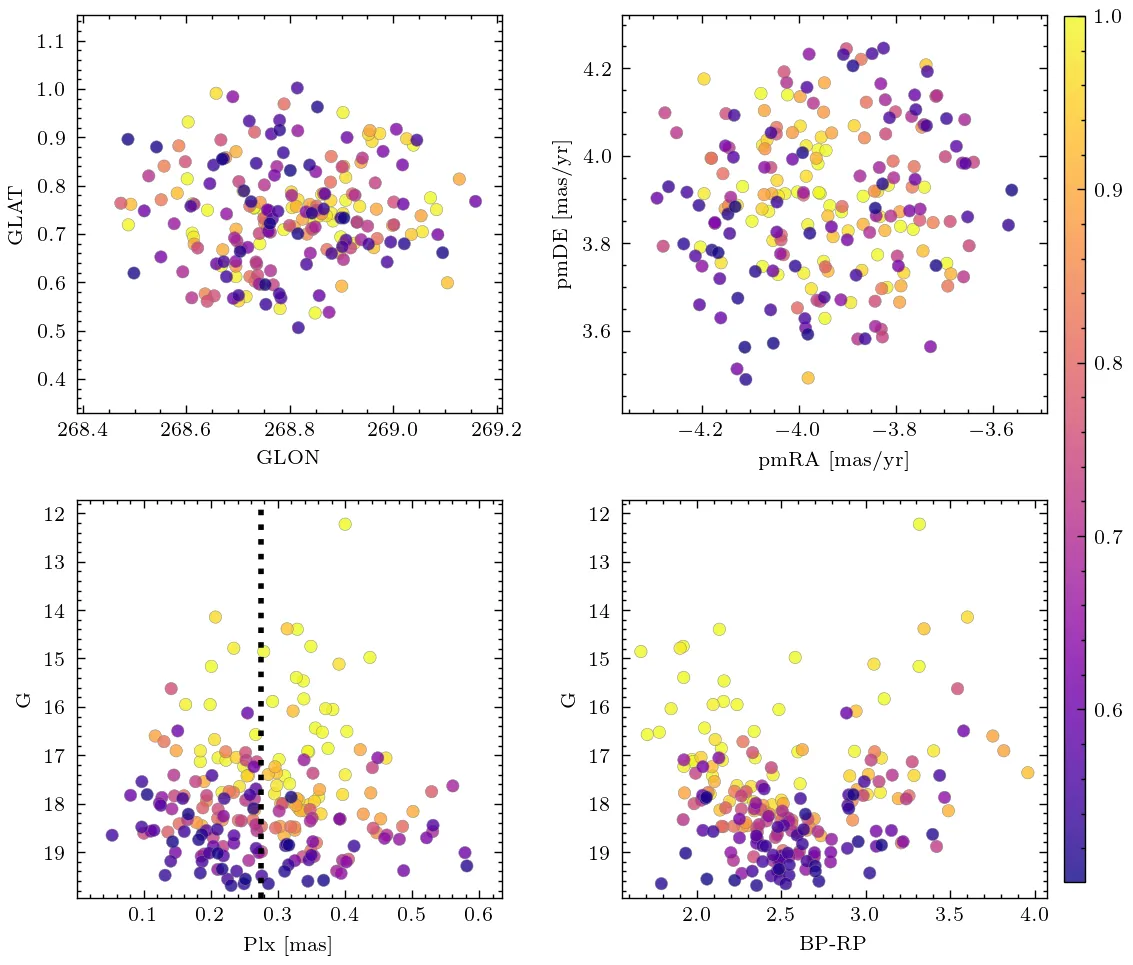 1.1
1.0
0.9
0.8
0.7
0.6
0.5
0.4
GLAT
268.4 268.6 268.8 269.0 269.2
GLON
4.2
4.0
3.8
3.6
pmDE [mas/yr]
−4.2 −4.0 −3.8 −3.6
pmRA [mas/yr]
1.0
0.9
0.8
0.7
0.6
12
13
14
15
16
17
18
19
G
0.1 0.2 0.3 0.4 0.5 0.6
Plx [mas]
12
13
14
15
16
17
18
19
G
2.0 2.5 3.0 3.5 4.0
BP-RP